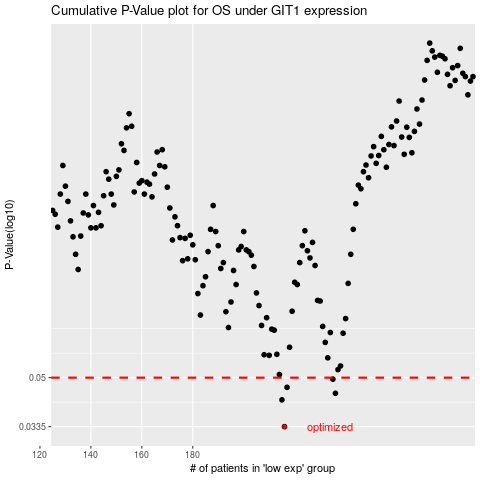 Cumulative P-Value plot for OS under GIT1 expression
P-Value(log10)
0.05
0.0335
optimized
120 140 160 180
# of patients in 'low exp' group